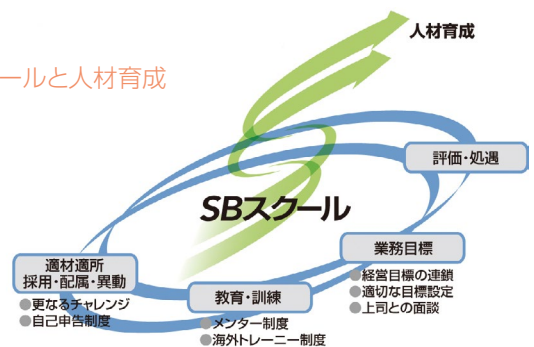 人材育成
ールと人材育成
評価・処遇
SBスクール
業務目標
●経営目標の連鎖
●適切な目標設定
●上司との面談
適材適所
採用・配属・異動
●更なるチャレンジ
●自己申告制度
教育・訓練
●メンター制度
●海外トレーニー制度